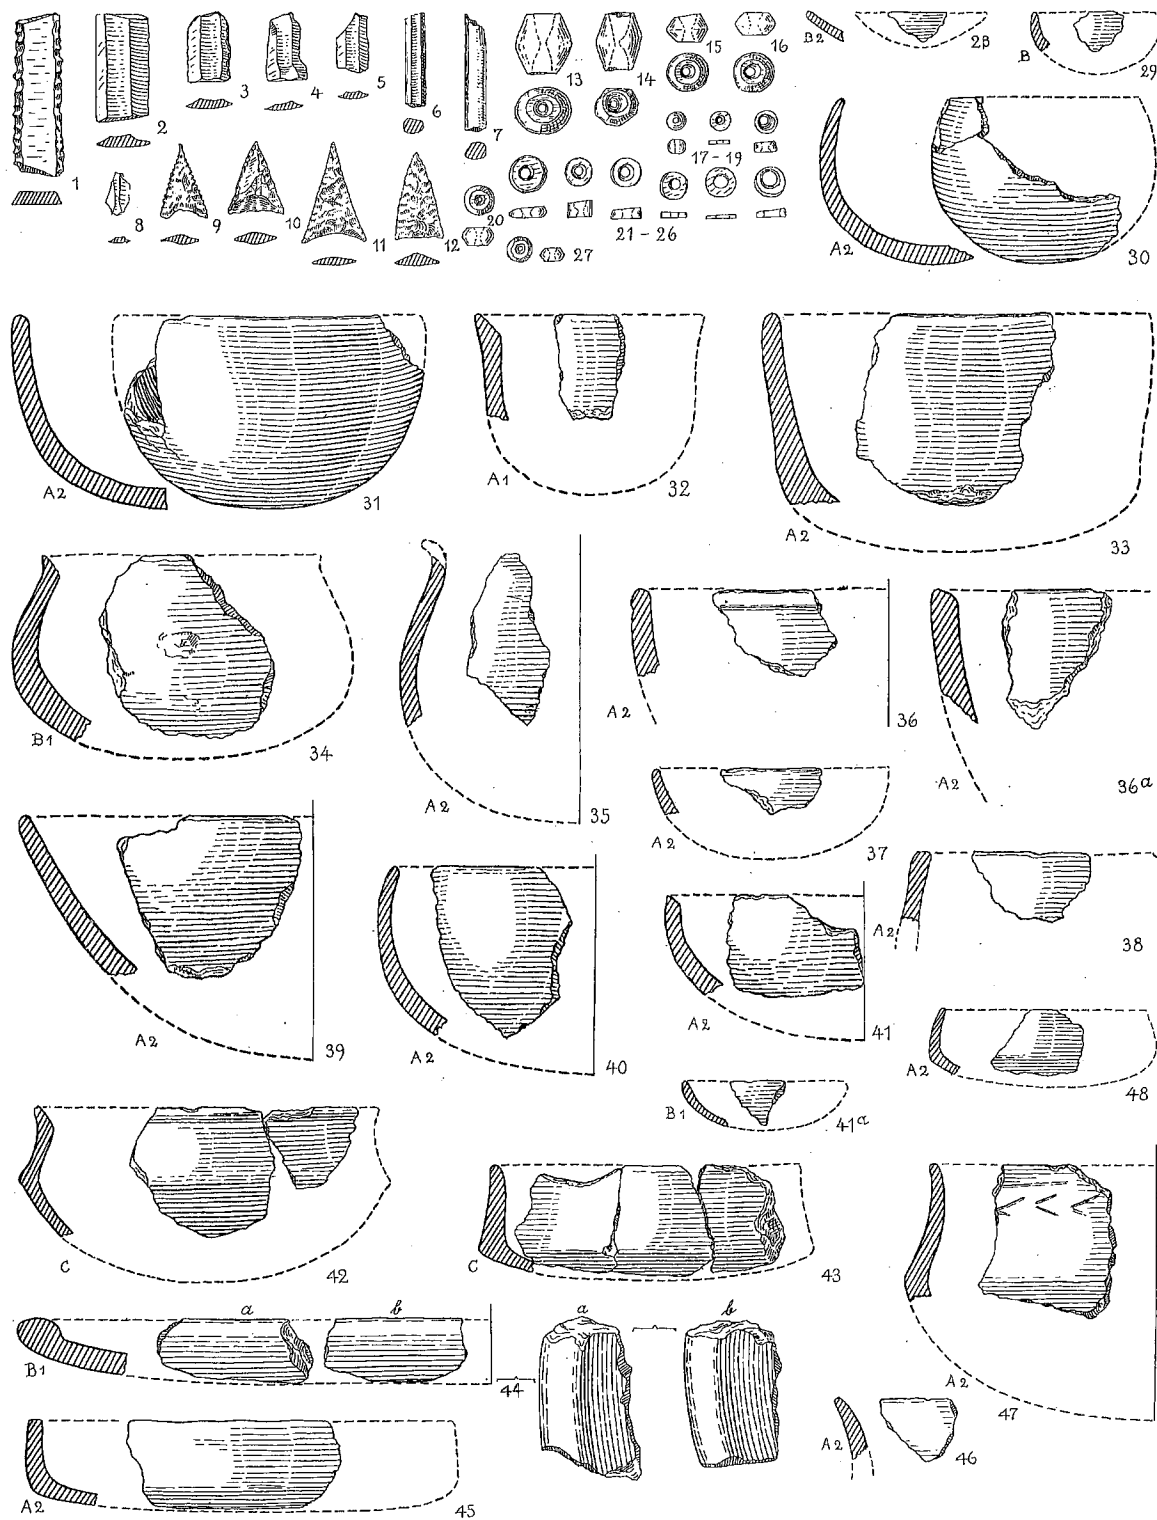 1 2 3 4 5 6 7 13 14 15 16 B2 28 B 29
8 9 10 11 12 20 17 - 19 21 - 26 27 A2 30
A2 31 A1 32 A2 33
B1 34 A2 35 A2 36 A2 36a
A2 37 A2 38
A2 39 A2 40 A2 41 A2 48
B1 41a
C 42 C 43 A2 47
a b a b
B1 44
A2 45 A2 46